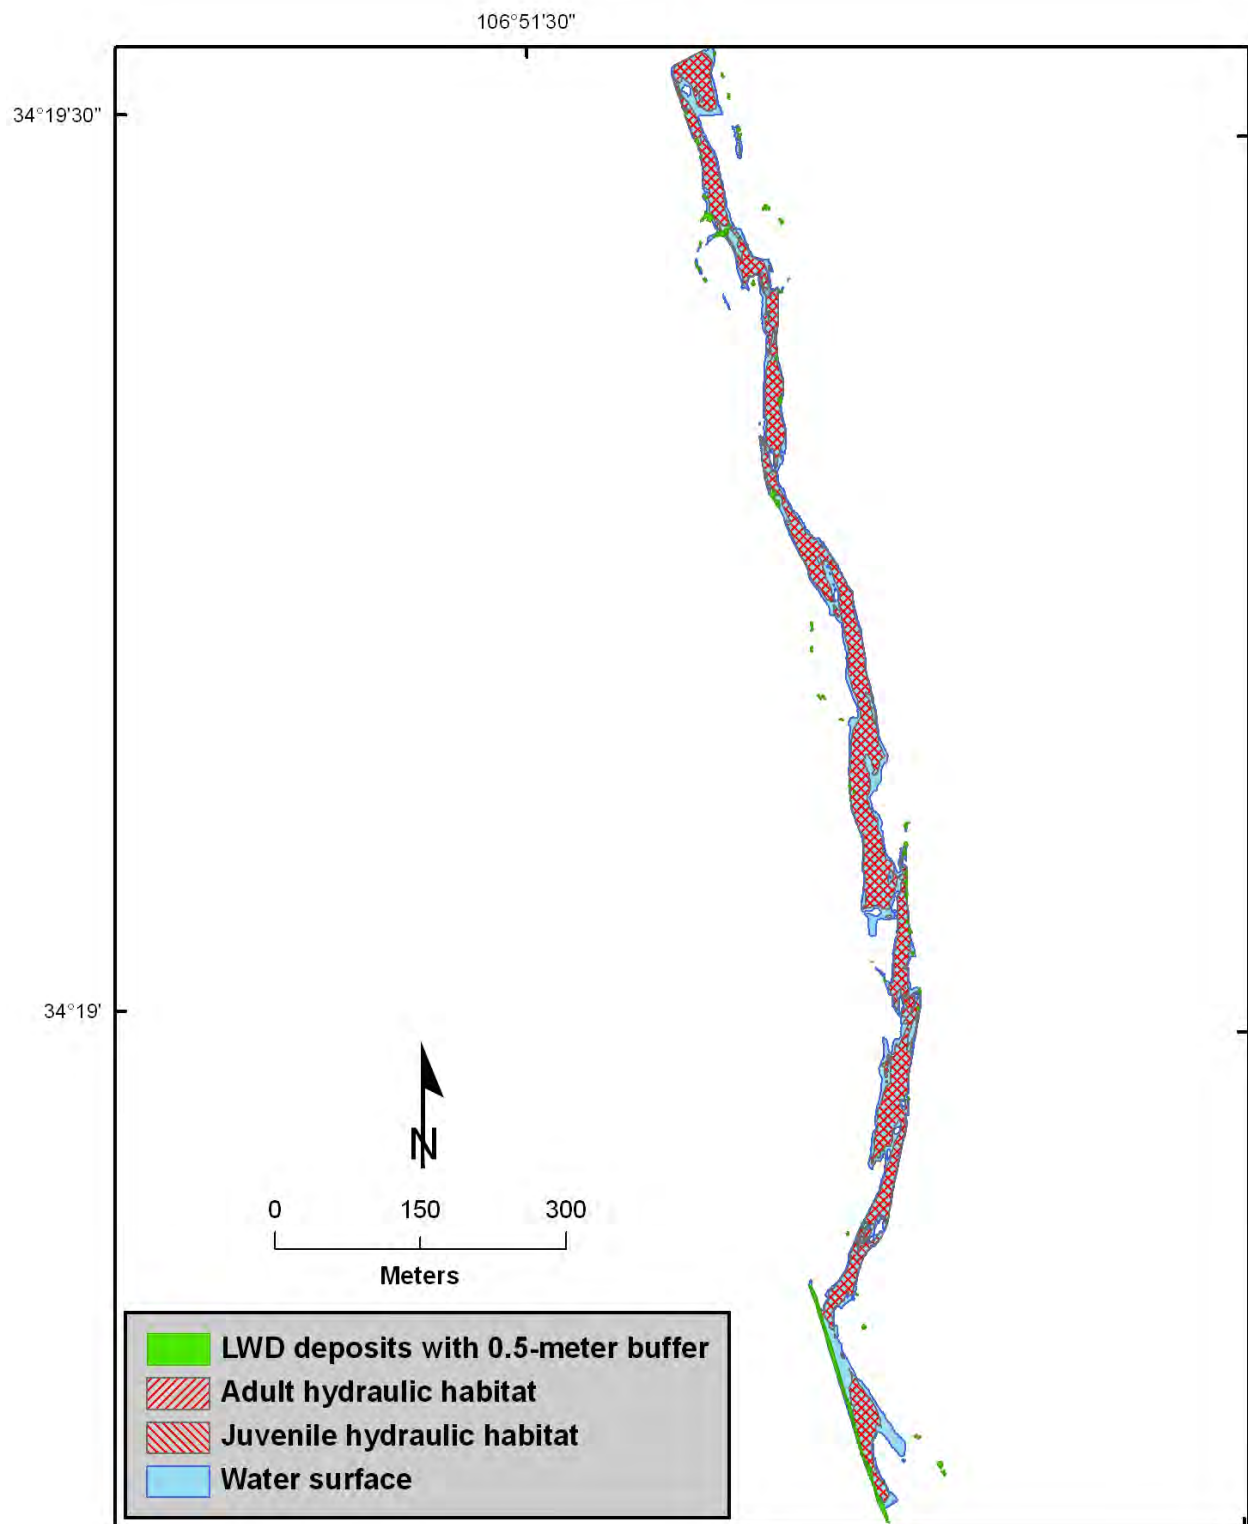 106°51'30"
34°19'30"
34°19'
N
0 150 300
Meters
LWD deposits with 0.5-meter buffer
Adult hydraulic habitat
Juvenile hydraulic habitat
Water surface